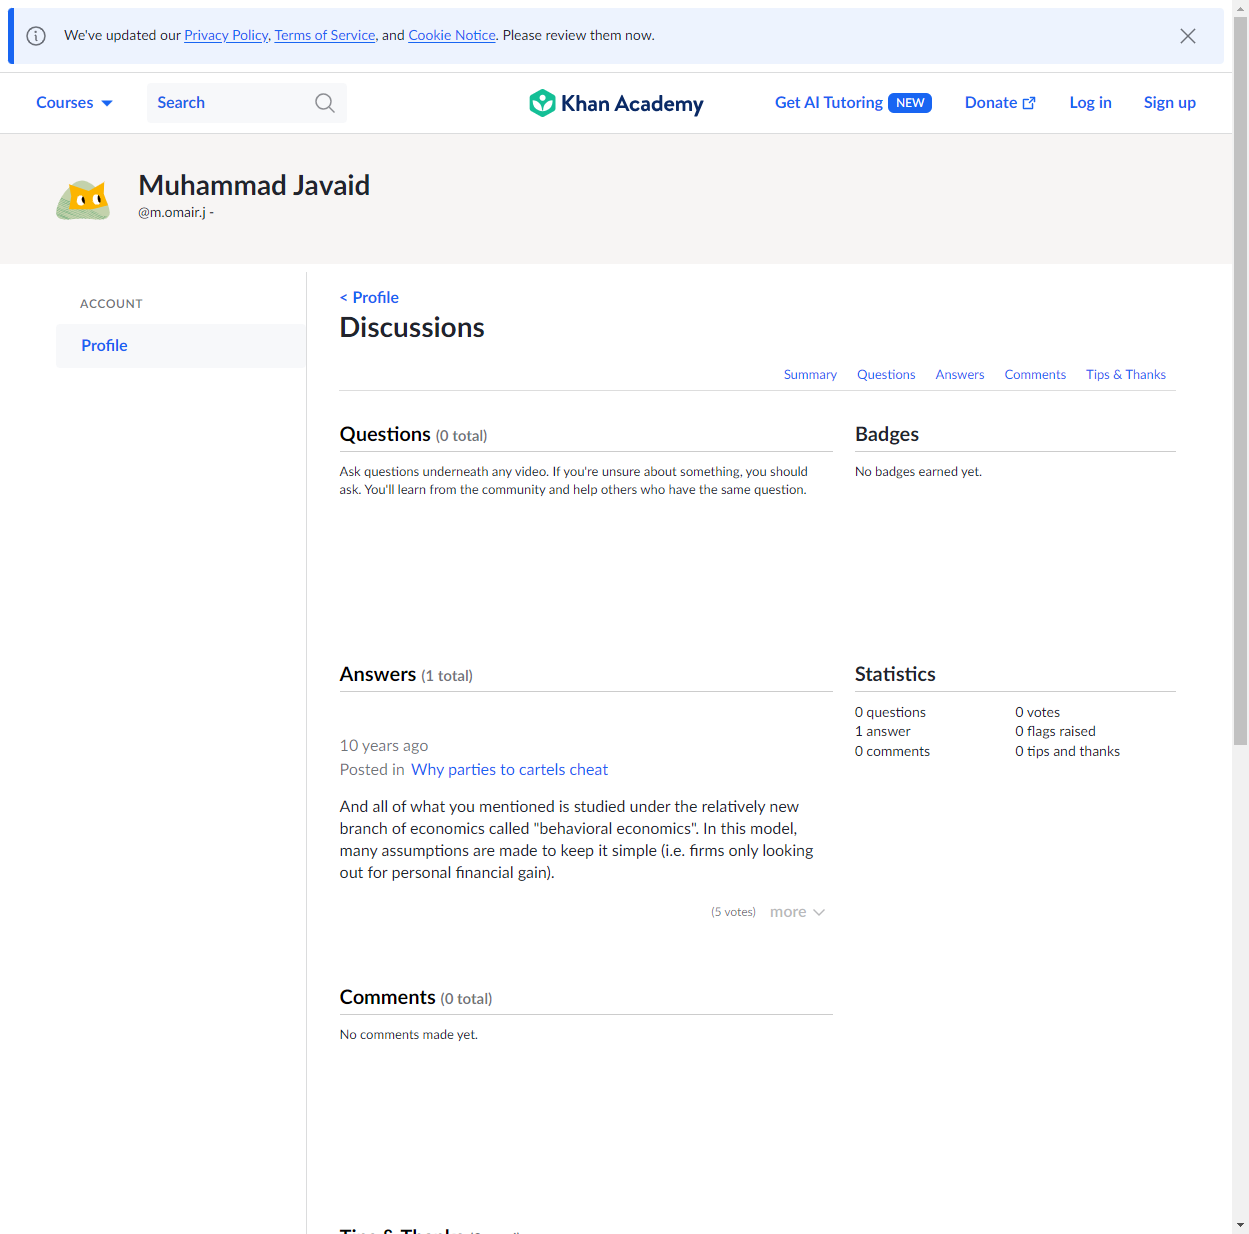 We've updated our Privacy Policy, Terms of Service, and Cookie Notice. Please review them now.
Courses
Search
Khan Academy
Get AI Tutoring NEW
Donate
Log in
Sign up
Muhammad Javaid
@m.omair.j -
ACCOUNT
Profile
< Profile
Discussions
Summary
Questions
Answers
Comments
Tips & Thanks
Questions (0 total)
Ask questions underneath any video. If you're unsure about something, you should
ask. You'll learn from the community and help others who have the same question.
Badges
No badges earned yet.
Answers (1 total)
10 years ago
Posted in Why parties to cartels cheat
And all of what you mentioned is studied under the relatively new
branch of economics called "behavioral economics". In this model,
many assumptions are made to keep it simple (i.e. firms only looking
out for personal financial gain).
(5 votes)
more
Statistics
0 questions
0 votes
1 answer
0 flags raised
0 comments
0 tips and thanks
Comments (0 total)
No comments made yet.